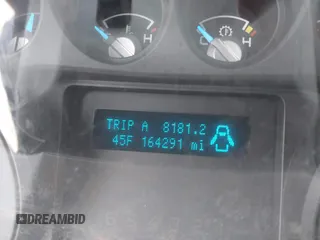 H
H
TRIP A 8181.2
45F 164291 mi
DREAMBID